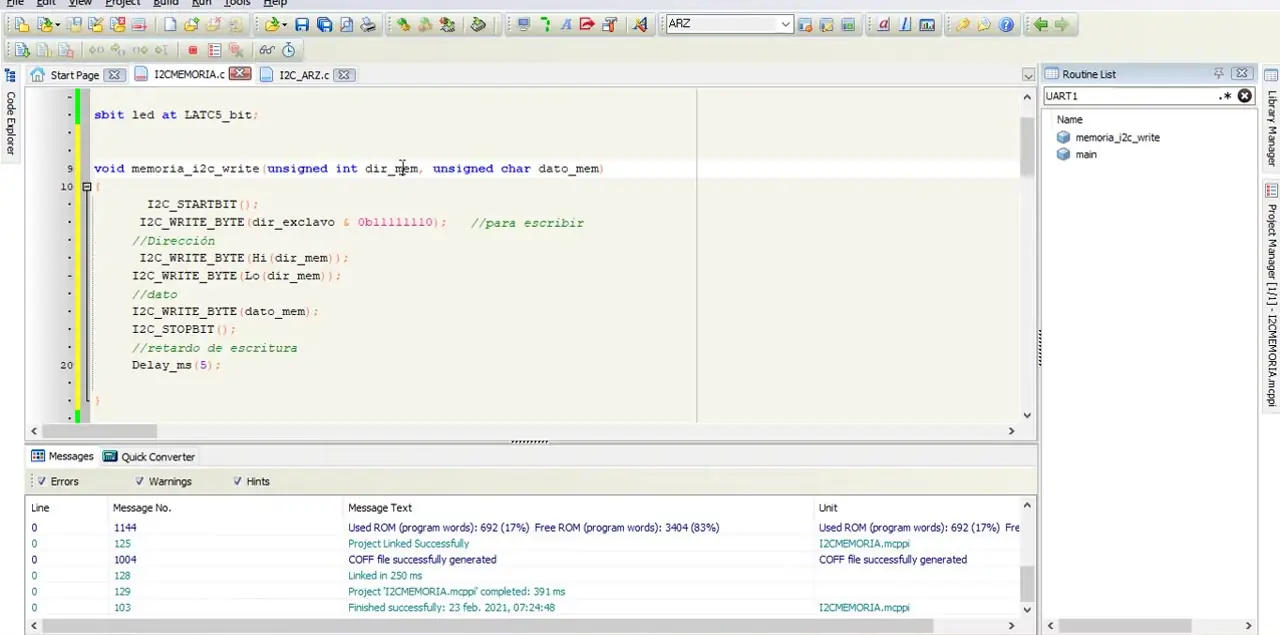 File Edit View Project Build Run Tools Help
ARZ
Start Page I2CMEMORIA.c I2C_ARZ.c
Code Explorer
sbit led at LATC5_bit;
9 void memoria_i2c_write(unsigned int dir_mem, unsigned char dato_mem)
10 {
I2C_STARTBIT();
I2C_WRITE_BYTE(dir_exclavo & 0b11111110); //para escribir
//Dirección
I2C_WRITE_BYTE(Hi(dir_mem));
I2C_WRITE_BYTE(Lo(dir_mem));
//dato
I2C_WRITE_BYTE(dato_mem);
I2C_STOPBIT();
//retardo de escritura
20 Delay_ms(5);
}
Routine List
UART1 .*
Name
memoria_i2c_write
main
Library Manager
Project Manager [1/1] - I2CMEMORIA.mcppi
Messages Quick Converter
Errors Warnings Hints
Line Message No. Message Text Unit
0 1144 Used ROM (program words): 692 (17%) Free ROM (program words): 3404 (83%) Used ROM (program words): 692 (17%) Fre
0 125 Project Linked Successfully I2CMEMORIA.mcppi
0 1004 COFF file successfully generated COFF file successfully generated
0 128 Linked in 250 ms
0 129 Project 'I2CMEMORIA.mcppi' completed: 391 ms
0 103 Finished successfully: 23 feb. 2021, 07:24:48 I2CMEMORIA.mcppi